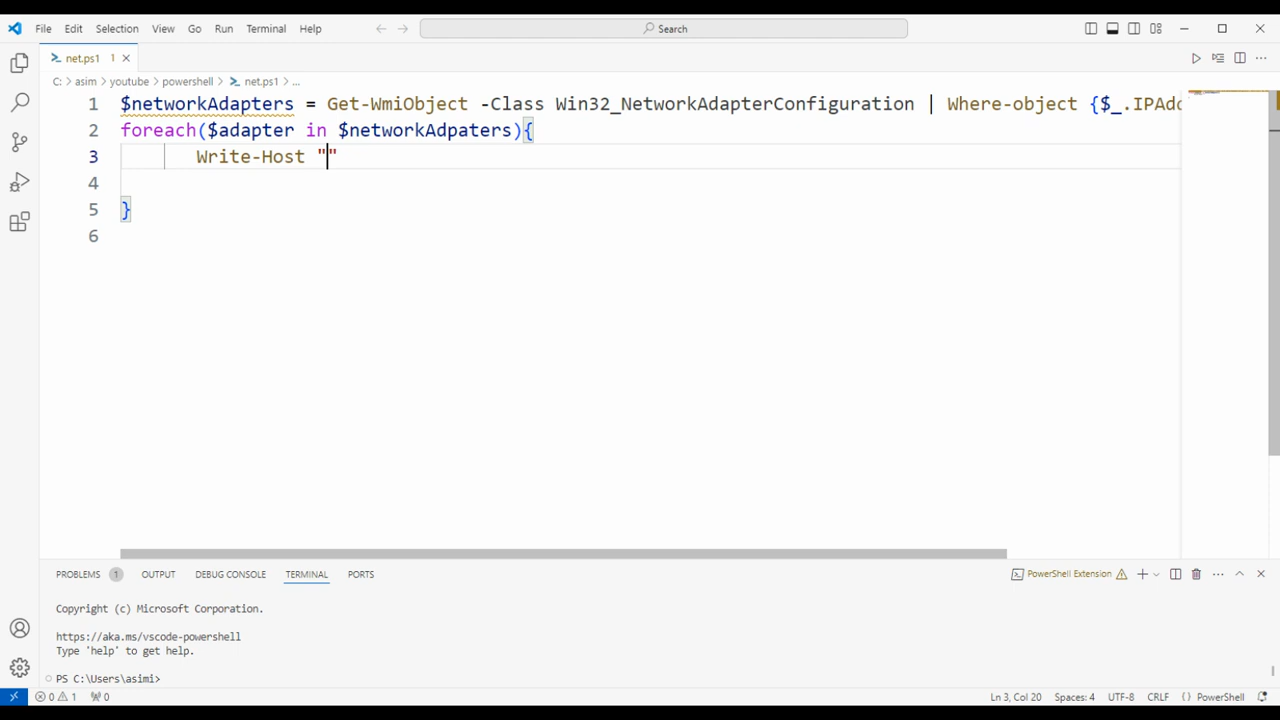 File Edit Selection View Go Run Terminal Help Search
net.ps1 1
C: > asim > youtube > powershell > net.ps1 > ...
1 $networkAdapters = Get-WmiObject -Class Win32_NetworkAdapterConfiguration | Where-object {$_.IPAdd
2 foreach($adapter in $networkAdpaters){
3 Write-Host ""
4
5 }
6
PROBLEMS 1 OUTPUT DEBUG CONSOLE TERMINAL PORTS PowerShell Extension
Copyright (c) Microsoft Corporation.
https://aka.ms/vscode-powershell
Type 'help' to get help.
PS C:\Users\asimi>
0 1 0 Ln 3, Col 20 Spaces: 4 UTF-8 CRLF { } PowerShell